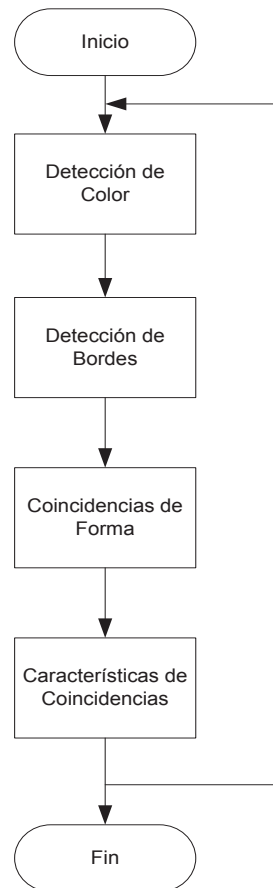 Inicio
Detección de
Color
Detección de
Bordes
Coincidencias de
Forma
Características de
Coincidencias
Fin